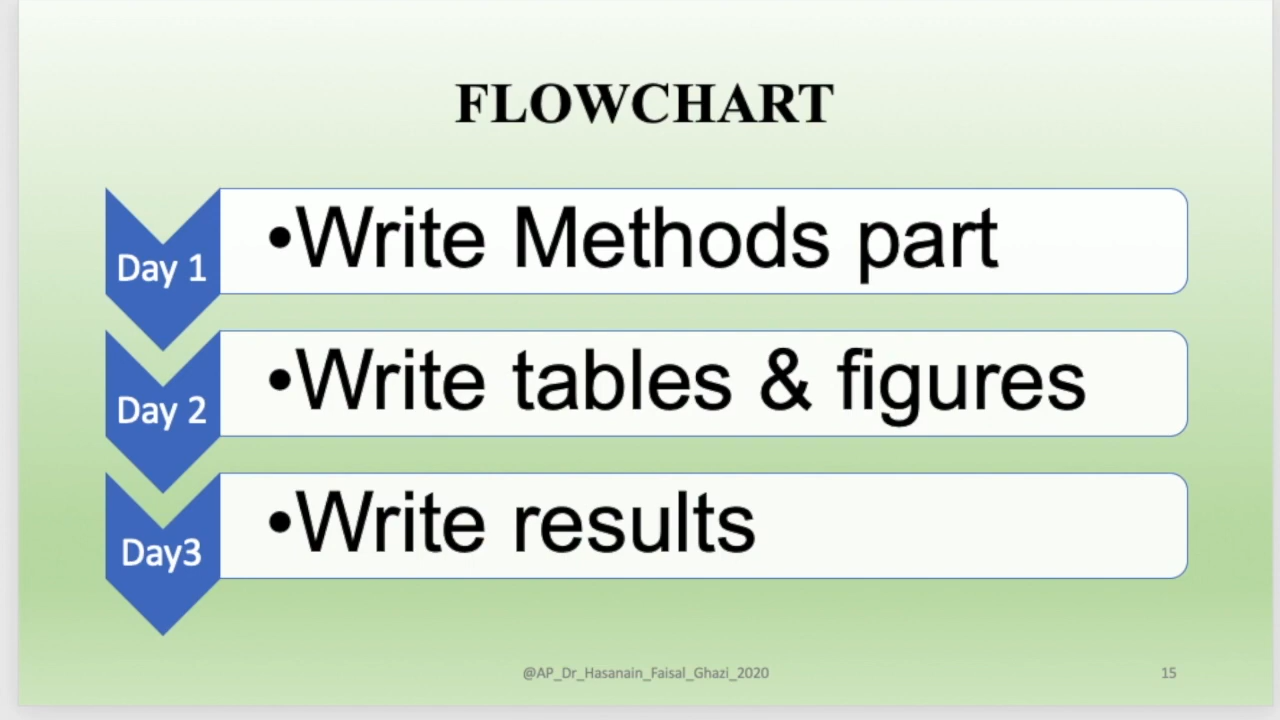 FLOWCHART
Day 1
•Write Methods part
Day 2
•Write tables & figures
Day3
•Write results
@AP_Dr_Hasanain_Faisal_Ghazi_2020
15